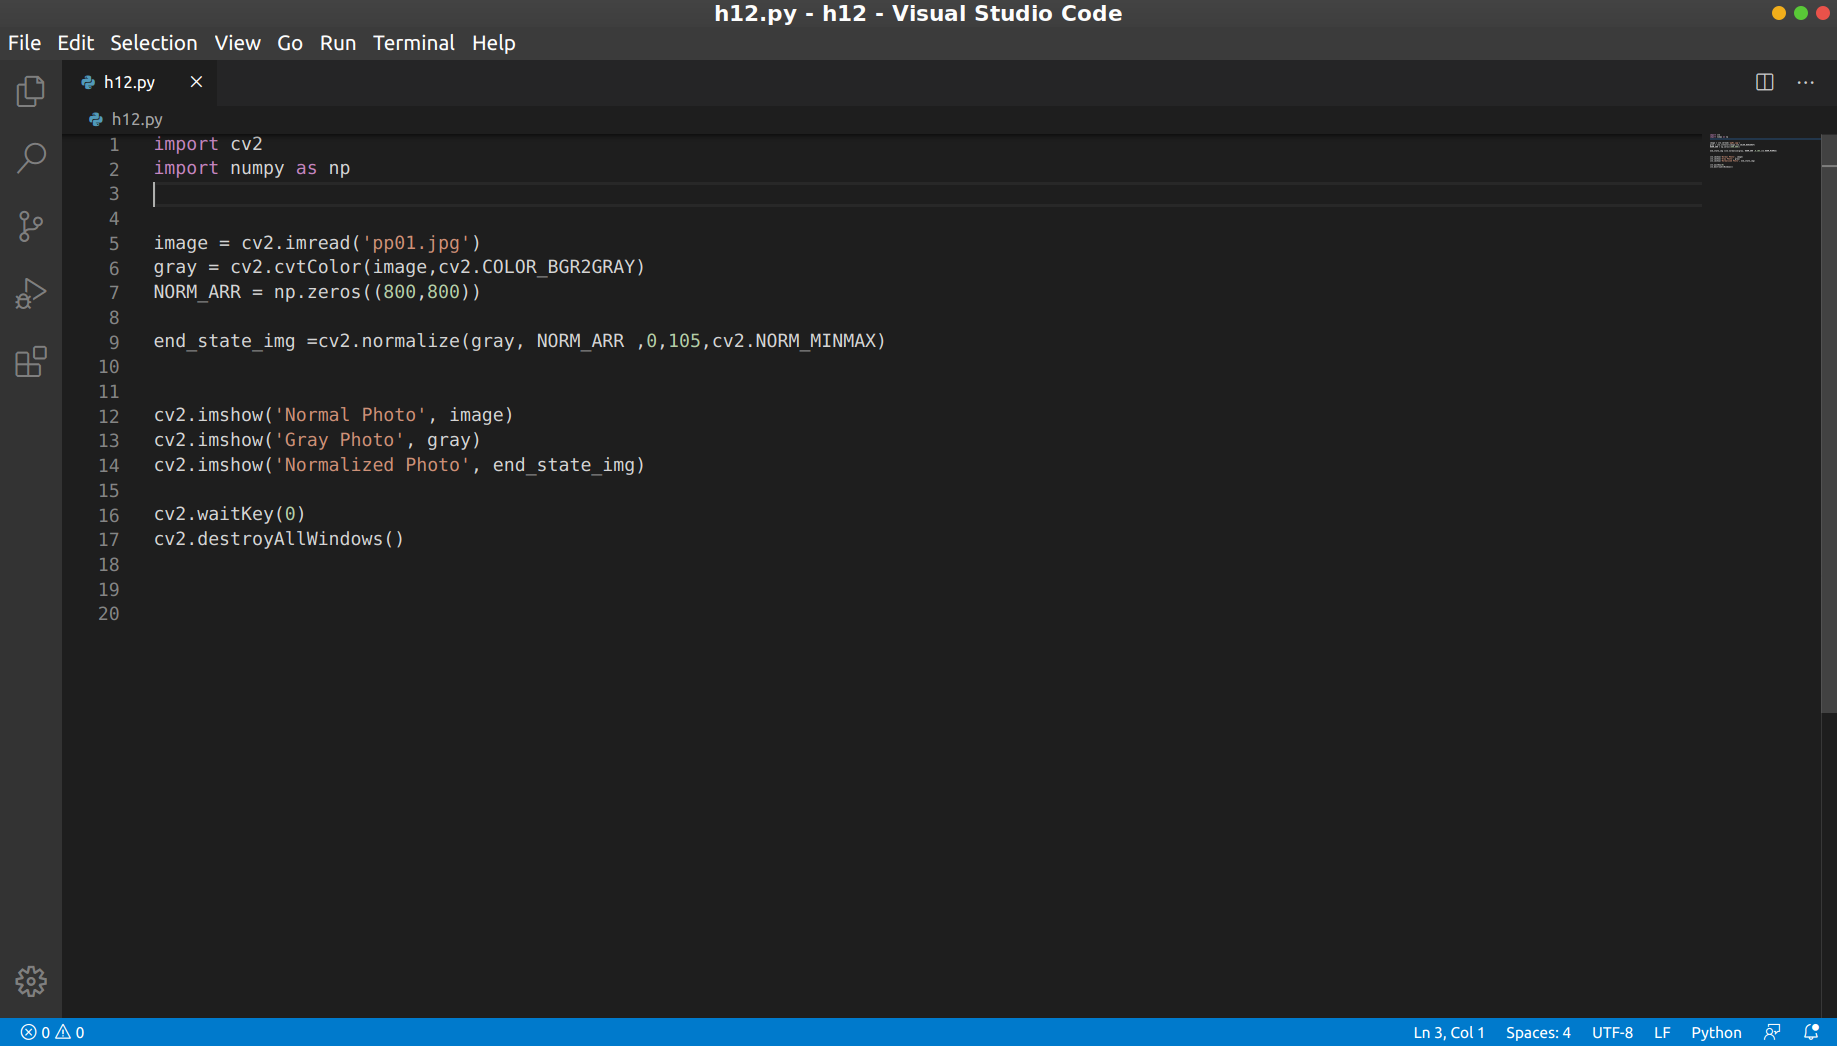 h12.py - h12 - Visual Studio Code
File Edit Selection View Go Run Terminal Help
h12.py
h12.py
1 import cv2
2 import numpy as np
3
4
5 image = cv2.imread('pp01.jpg')
6 gray = cv2.cvtColor(image,cv2.COLOR_BGR2GRAY)
7 NORM_ARR = np.zeros((800,800))
8
9 end_state_img =cv2.normalize(gray, NORM_ARR ,0,105,cv2.NORM_MINMAX)
10
11
12 cv2.imshow('Normal Photo', image)
13 cv2.imshow('Gray Photo', gray)
14 cv2.imshow('Normalized Photo', end_state_img)
15
16 cv2.waitKey(0)
17 cv2.destroyAllWindows()
18
19
20
0 0 Ln 3, Col 1 Spaces: 4 UTF-8 LF Python